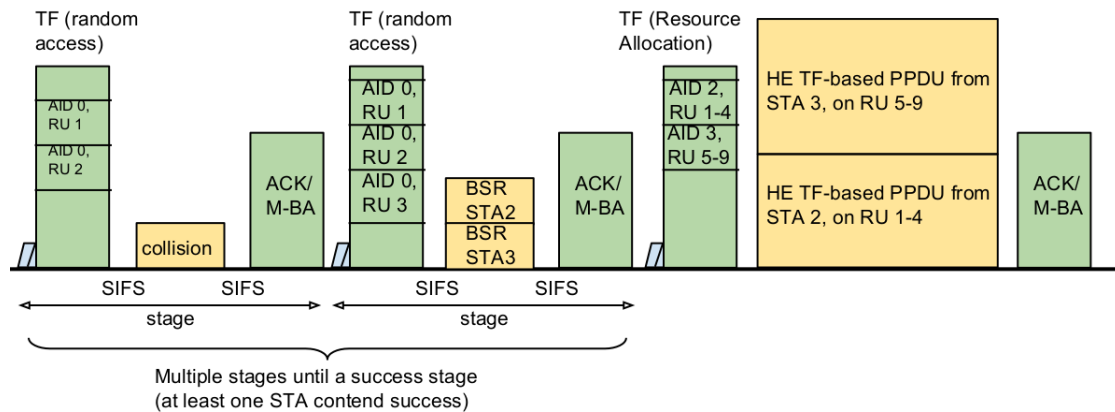 TF (random
access)
TF (random
access)
TF (Resource
Allocation)
AID 0,
RU 1
AID 0,
RU 2
collision
ACK/
M-BA
AID 0,
RU 1
AID 0,
RU 2
AID 0,
RU 3
BSR
STA2
BSR
STA3
ACK/
M-BA
AID 2,
RU 1-4
AID 3,
RU 5-9
HE TF-based PPDU from
STA 3, on RU 5-9
HE TF-based PPDU from
STA 2, on RU 1-4
ACK/
M-BA
SIFS
SIFS
SIFS
SIFS
stage
stage
Multiple stages until a success stage
(at least one STA contend success)